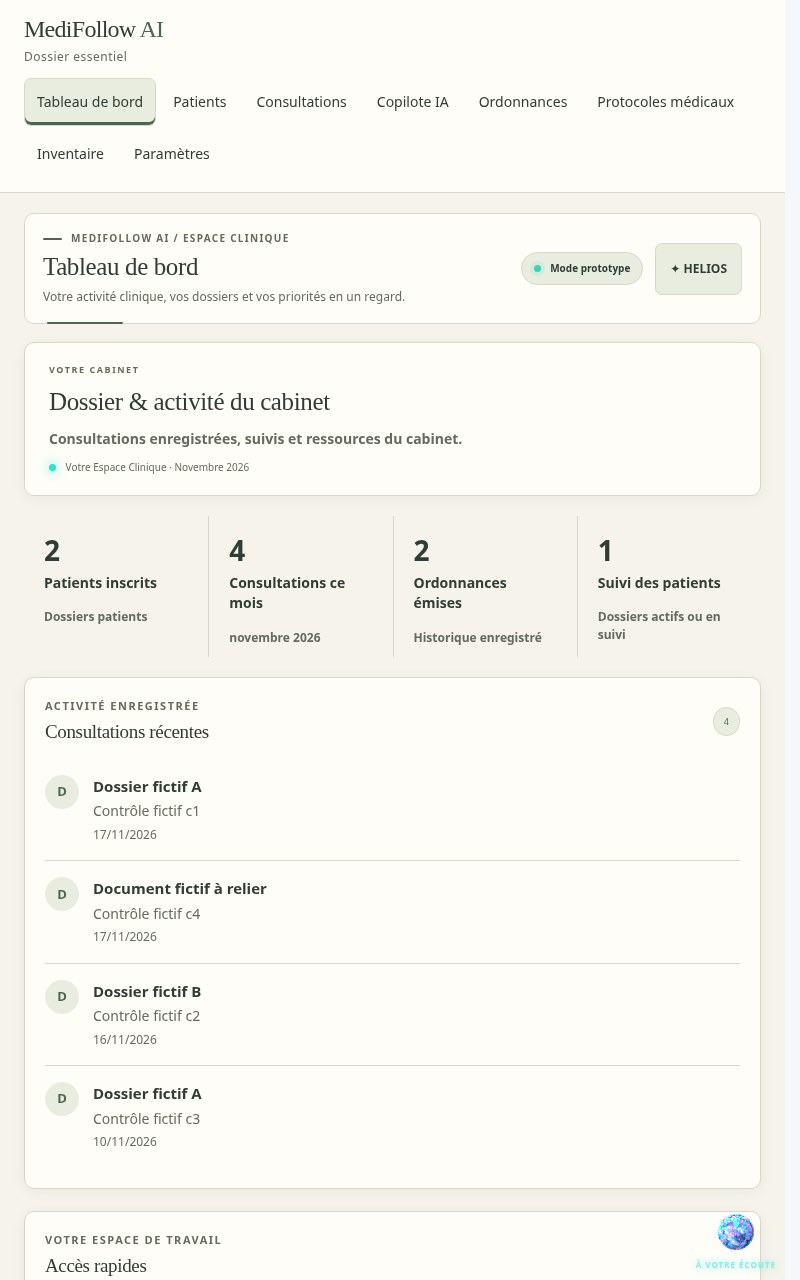 MediFollow AI
Dossier essentiel
Tableau de bord
Patients
Consultations
Copilote IA
Ordonnances
Protocoles médicaux
Inventaire
Paramètres
MEDIFOLLOW AI / ESPACE CLINIQUE
Tableau de bord
Votre activité clinique, vos dossiers et vos priorités en un regard.
Mode prototype
✦ HELIOS
VOTRE CABINET
Dossier & activité du cabinet
Consultations enregistrées, suivis et ressources du cabinet.
Votre Espace Clinique · Novembre 2026
2
Patients inscrits
Dossiers patients
4
Consultations ce
mois
novembre 2026
2
Ordonnances
émises
Historique enregistré
1
Suivi des patients
Dossiers actifs ou en
suivi
ACTIVITÉ ENREGISTRÉE
Consultations récentes
4
D
Dossier fictif A
Contrôle fictif c1
17/11/2026
D
Document fictif à relier
Contrôle fictif c4
17/11/2026
D
Dossier fictif B
Contrôle fictif c2
16/11/2026
D
Dossier fictif A
Contrôle fictif c3
10/11/2026
VOTRE ESPACE DE TRAVAIL
Accès rapides
À VOTRE ÉCOUTE